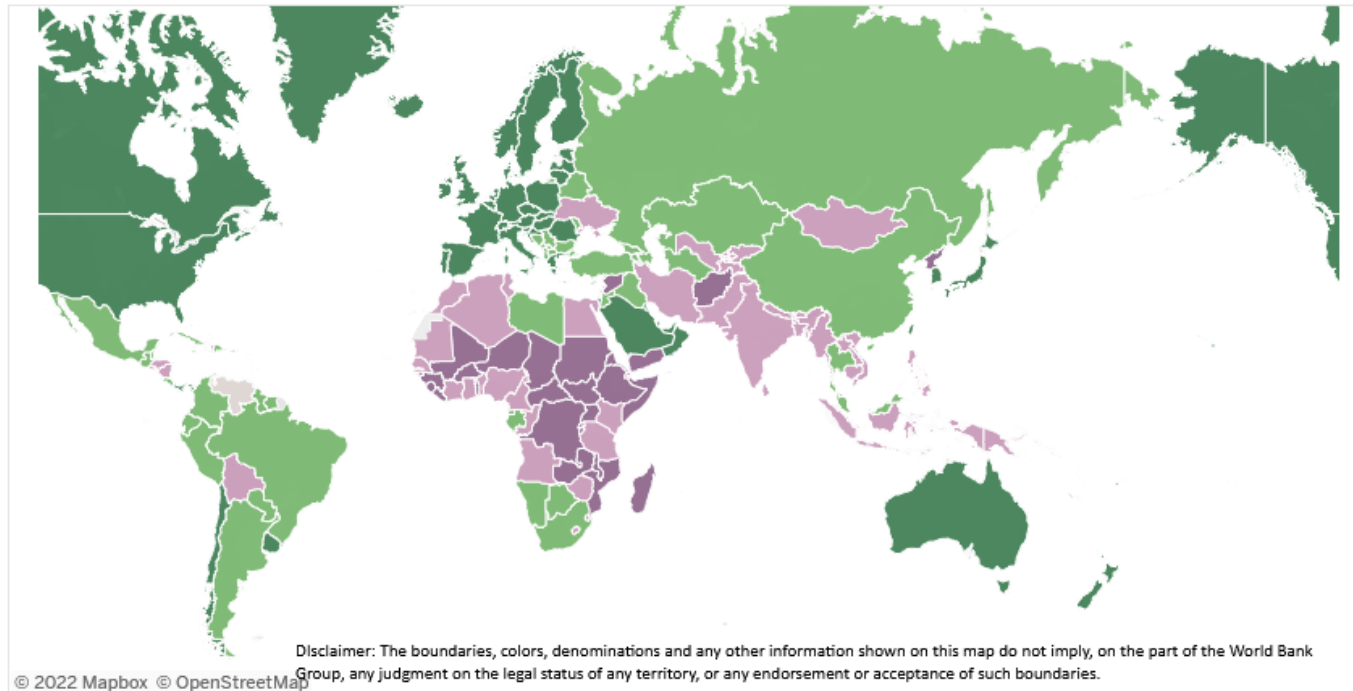 DIsclaimer: The boundaries, colors, denominations and any other information shown on this map do not imply, on the part of the World Bank
Group, any judgment on the legal status of any territory, or any endorsement or acceptance of such boundaries.
© 2022 Mapbox © OpenStreetMap